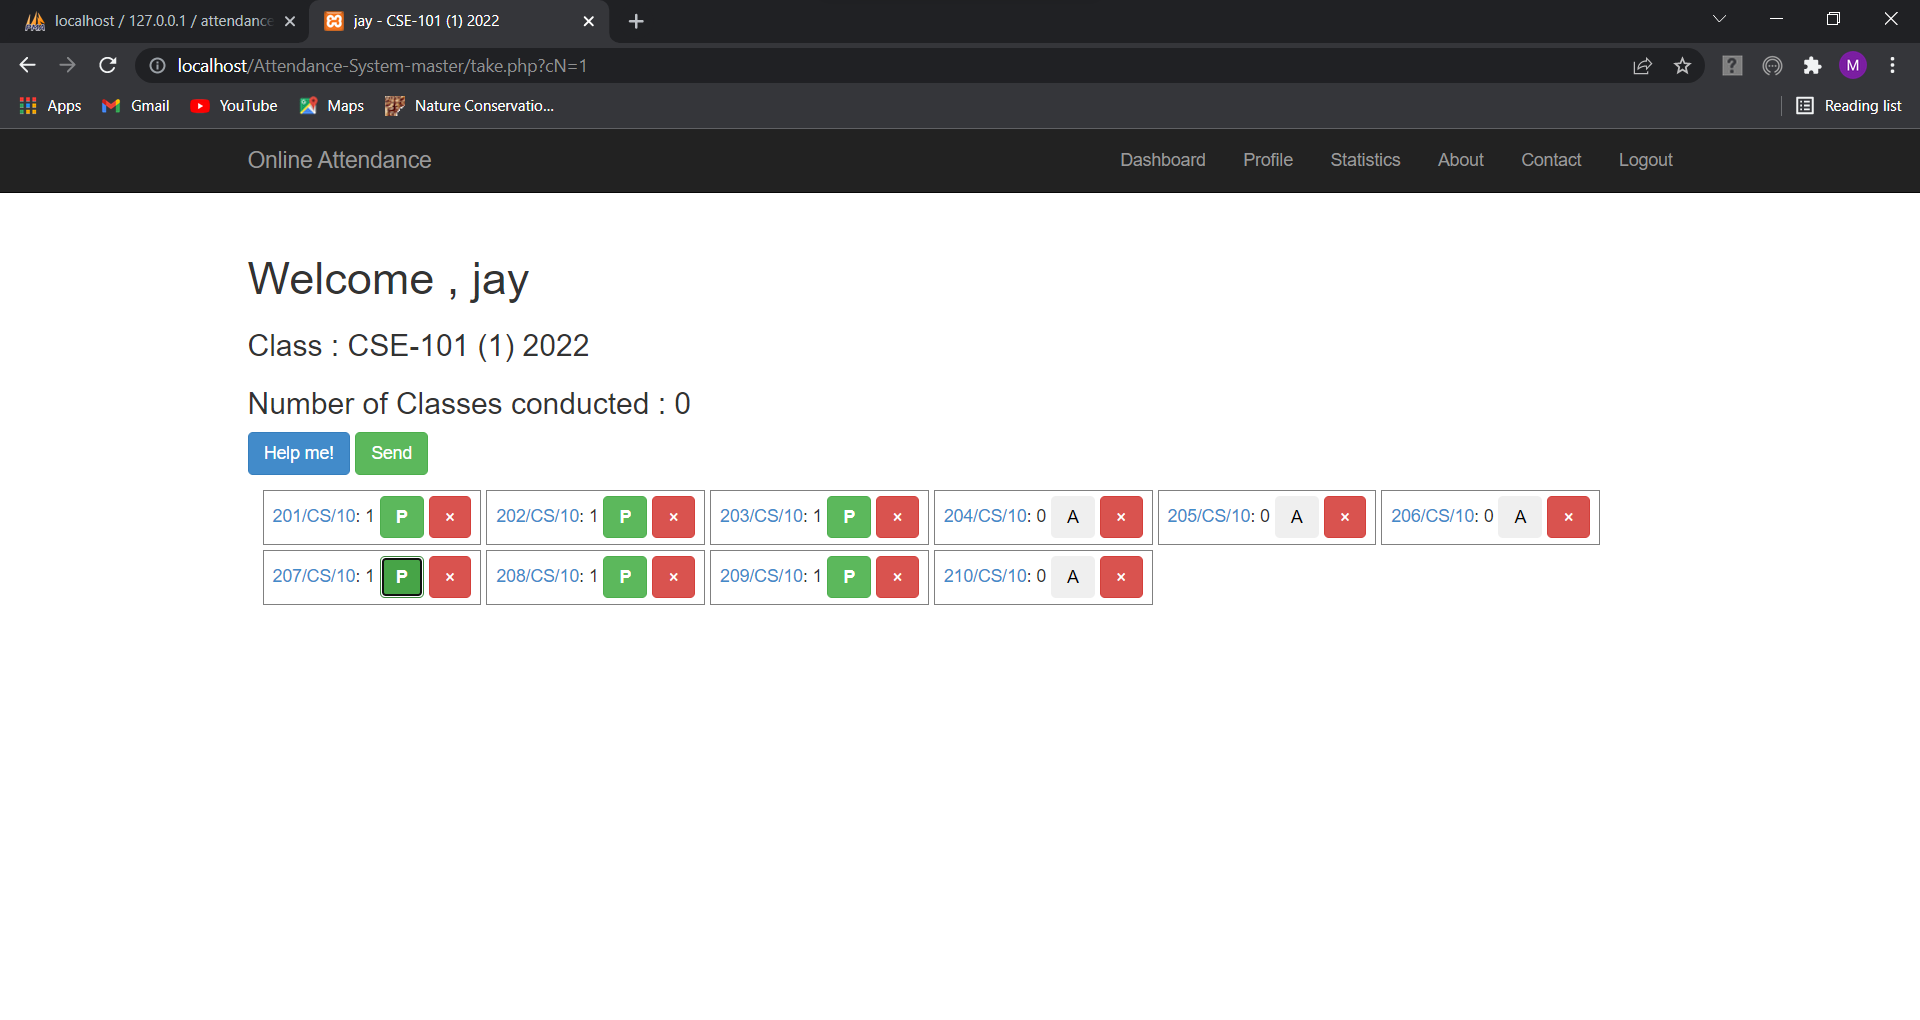 localhost / 127.0.0.1 / attendance
jay - CSE-101 (1) 2022
localhost/Attendance-System-master/take.php?cN=1
M
Apps
Gmail
YouTube
Maps
Nature Conservatio...
Reading list
Online Attendance
Dashboard
Profile
Statistics
About
Contact
Logout
Welcome , jay
Class : CSE-101 (1) 2022
Number of Classes conducted : 0
Help me! Send
201/CS/10: 1 P × 202/CS/10: 1 P × 203/CS/10: 1 P × 204/CS/10: 0 A × 205/CS/10: 0 A × 206/CS/10: 0 A ×
207/CS/10: 1 P × 208/CS/10: 1 P × 209/CS/10: 1 P × 210/CS/10: 0 A ×